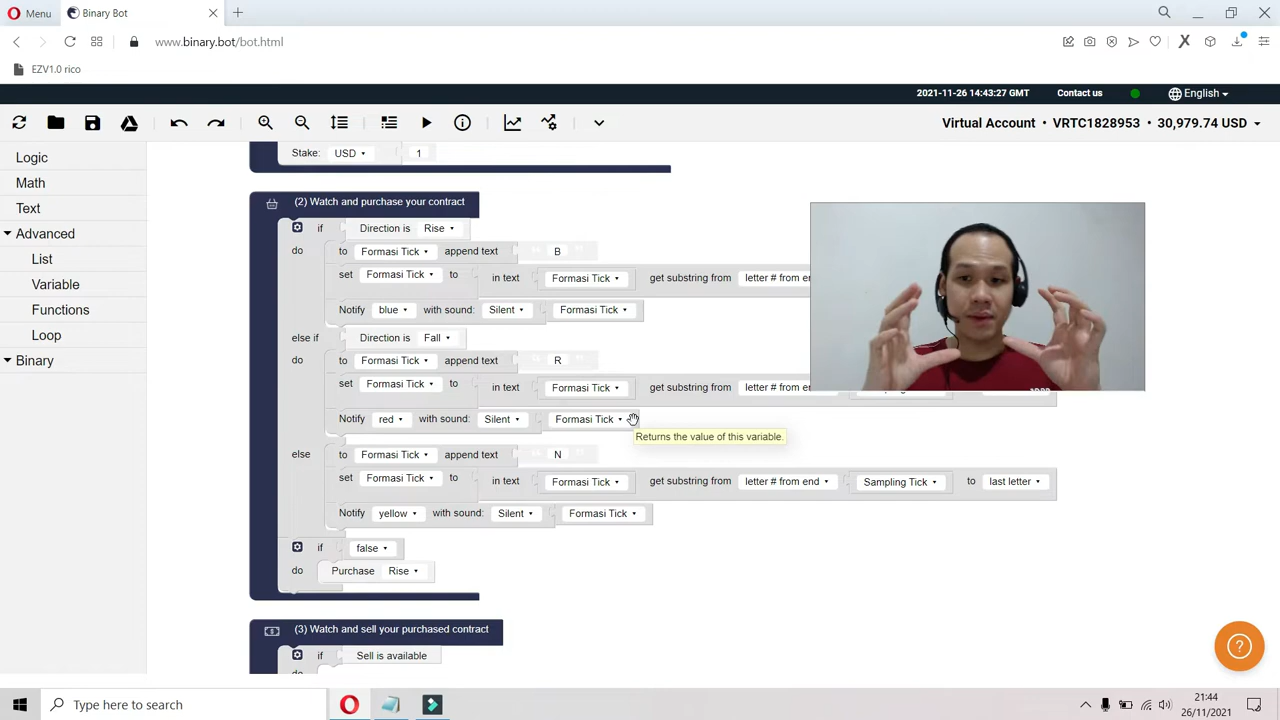 Menu
Binary Bot
www.binary.bot/bot.html
EZV1.0 rico
2021-11-26 14:43:27 GMT
Contact us
English
Virtual Account • VRTC1828953 • 30,979.74 USD
Logic
Math
Text
Advanced
List
Variable
Functions
Loop
Binary
Stake: USD 1
(2) Watch and purchase your contract
if Direction is Rise
do to Formasi Tick append text “ B ”
set Formasi Tick to in text Formasi Tick get substring from letter # from end
Notify blue with sound: Silent Formasi Tick
else if Direction is Fall
do to Formasi Tick append text “ R ”
set Formasi Tick to in text Formasi Tick get substring from letter # from
Notify red with sound: Silent Formasi Tick
Returns the value of this variable.
else to Formasi Tick append text “ N ”
set Formasi Tick to in text Formasi Tick get substring from letter # from end Sampling Tick to last letter
Notify yellow with sound: Silent Formasi Tick
if false
do Purchase Rise
(3) Watch and sell your purchased contract
if Sell is available
do
Type here to search
21:44
26/11/2021